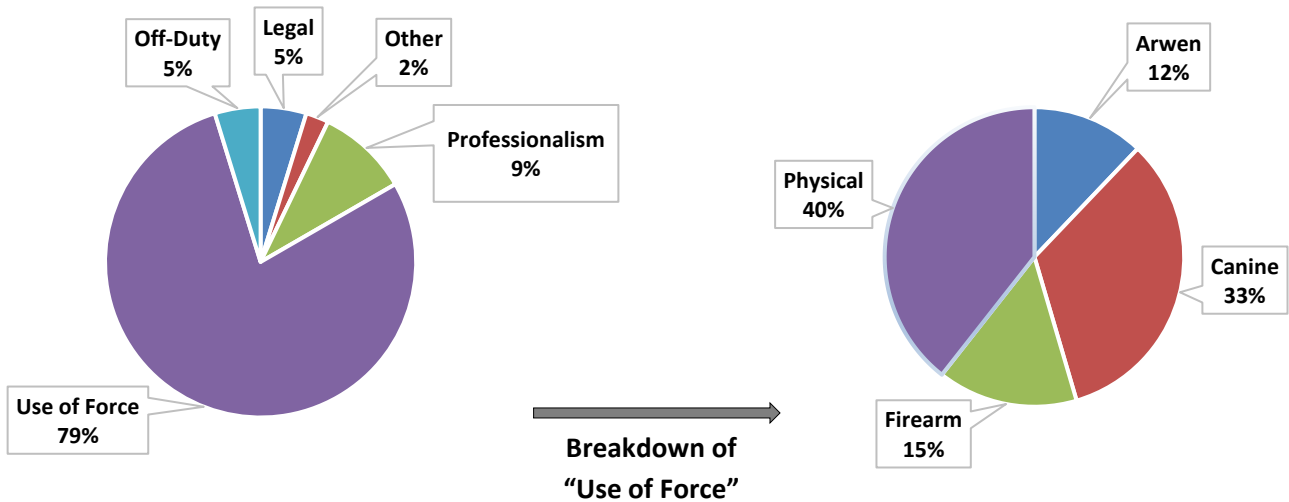 Off-Duty
5%
Legal
5%
Other
2%
Professionalism
9%
Use of Force
79%
Breakdown of
“Use of Force”
Arwen
12%
Physical
40%
Canine
33%
Firearm
15%